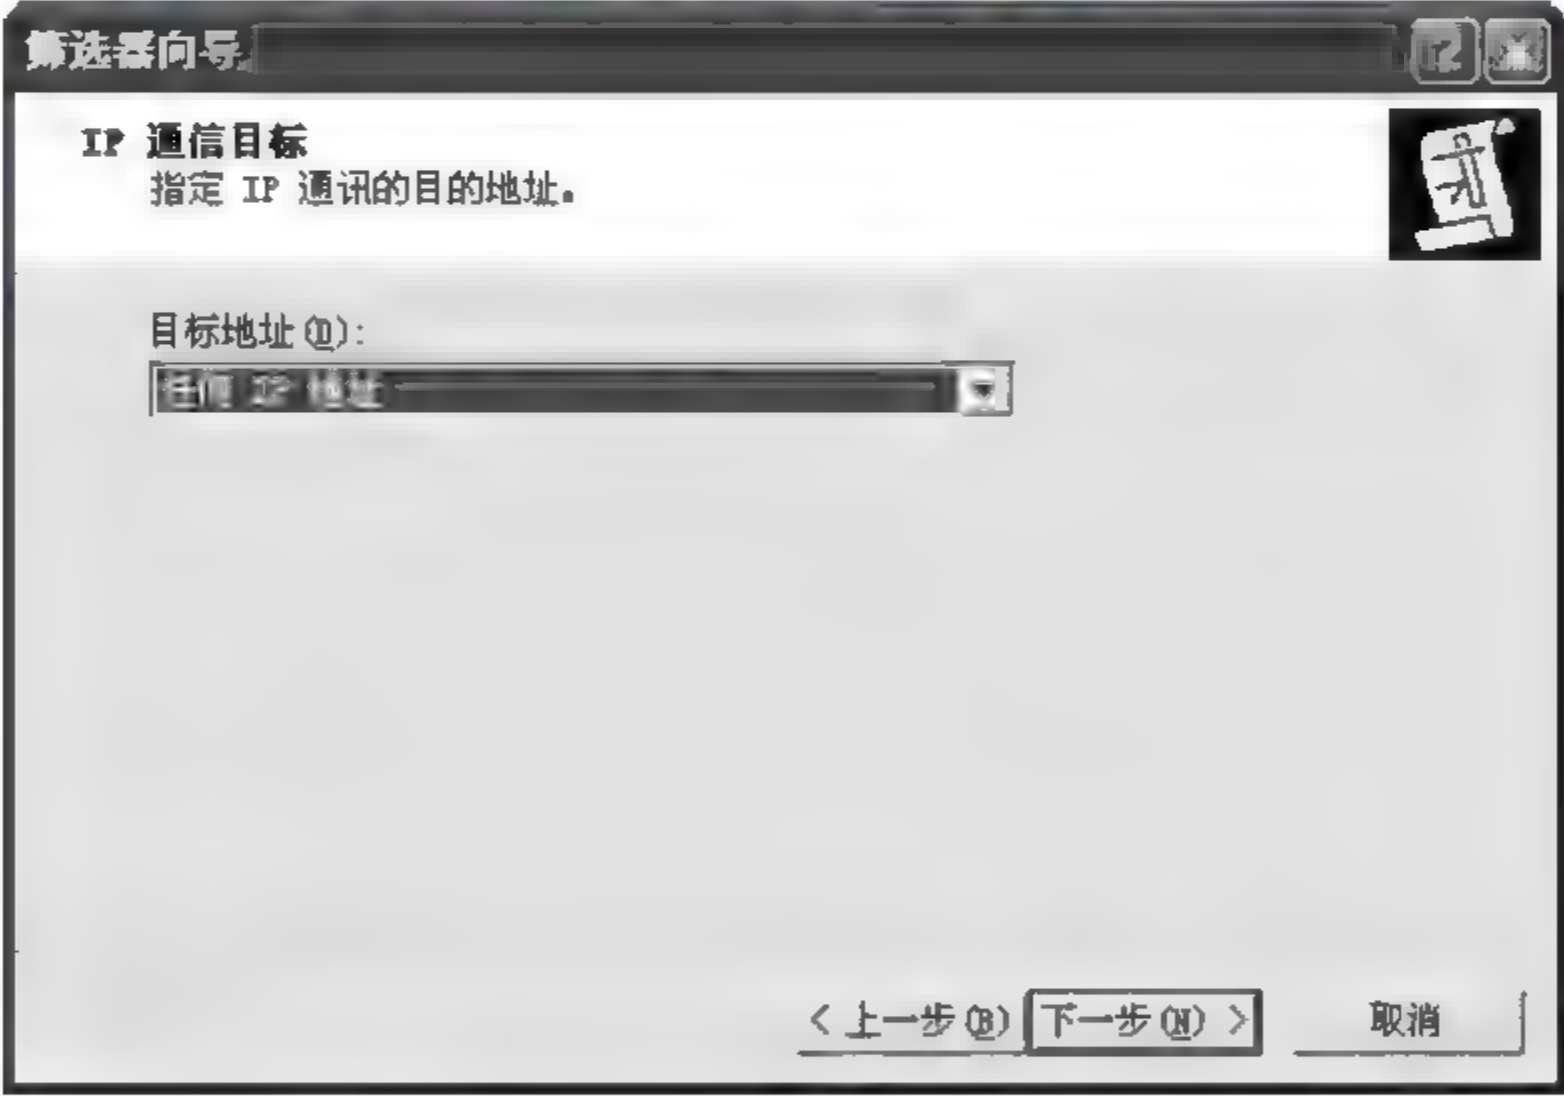 筛选器向导
IP 通信目标
指定 IP 通讯的目的地址。
目标地址(D):
任何 IP 地址
< 上一步(B) 下一步(N) > 取消